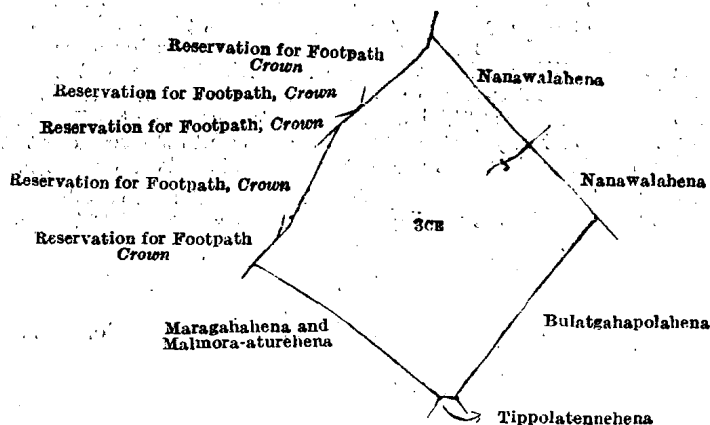 Reservation for Footpath
Crown
Nanawalahena
Reservation for Footpath, Crown
Reservation for Footpath, Crown
Reservation for Footpath, Crown
Nanawalahena
3CE
Reservation for Footpath
Crown
Maragahahena and
Malmora-aturehena
Bulatgahapolahena
Tippolatennehena